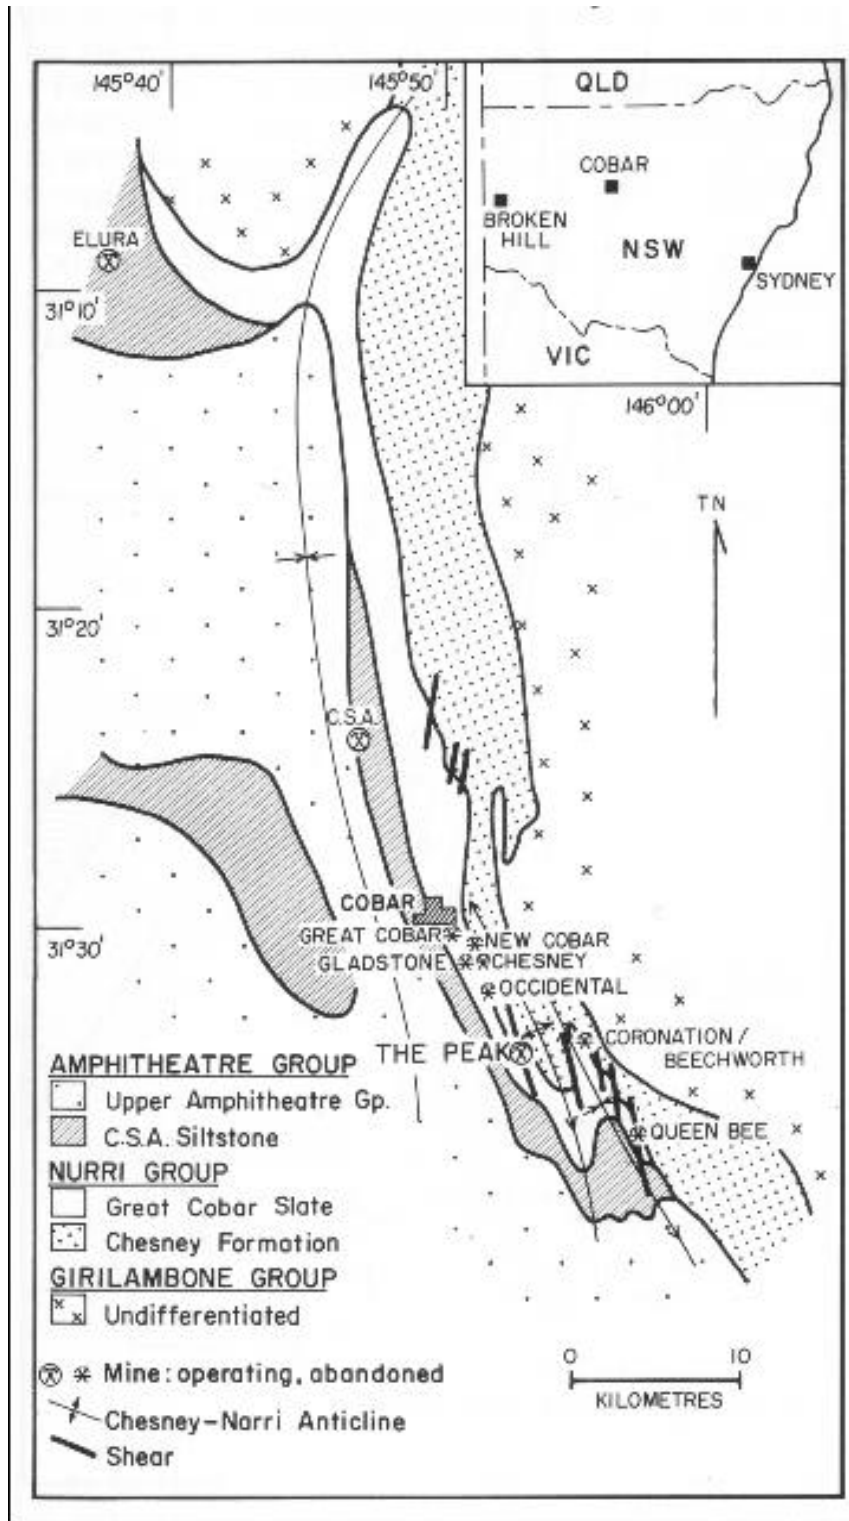 145°40'
145°50'
QLD
COBAR
BROKEN
HILL
NSW
SYDNEY
VIC
ELURA
31°10'
146°00'
TN
31°20'
C.S.A.
COBAR
GREAT COBAR
NEW COBAR
31°30'
GLADSTONE
CHESNEY
OCCIDENTAL
THE PEAK
CORONATION/
BEECHWORTH
QUEEN BEE
AMPHITHEATRE GROUP
Upper Amphitheatre Gp.
C.S.A. Siltstone
NURRI GROUP
Great Cobar Slate
Chesney Formation
GIRILAMBONE GROUP
Undifferentiated
Mine: operating, abandoned
Chesney-Narri Anticline
Shear
0 10
KILOMETRES